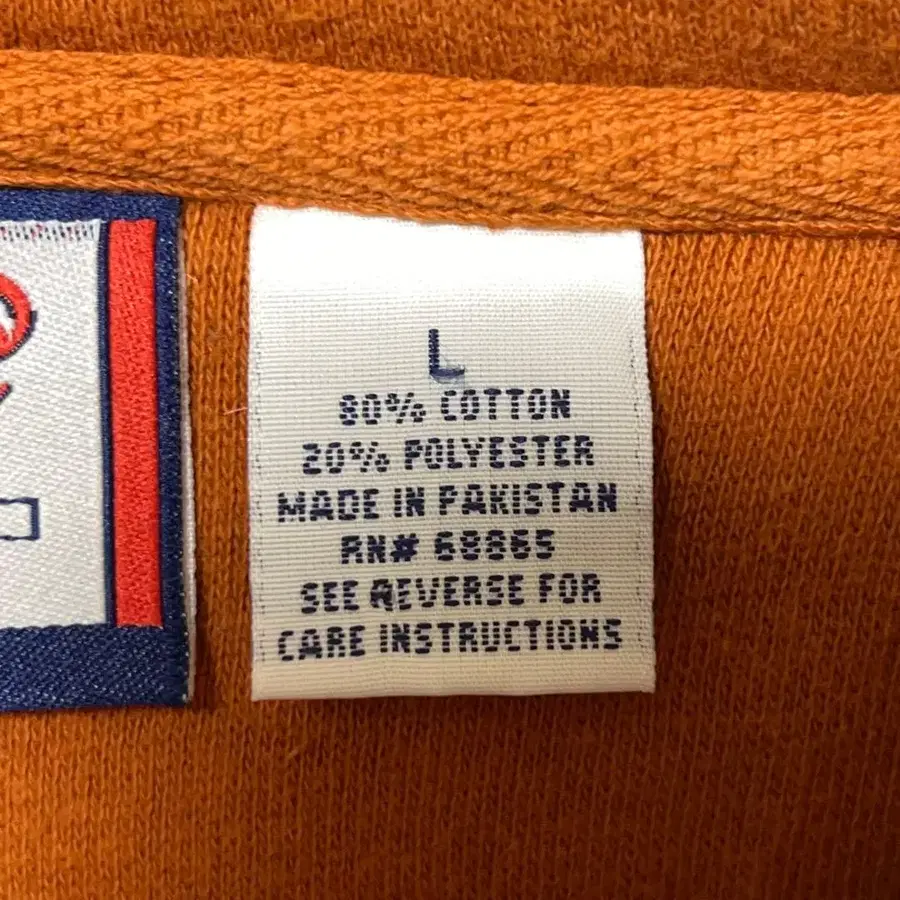 L
80% COTTON
20% POLYESTER
MADE IN PAKISTAN
RN# 68865
SEE REVERSE FOR
CARE INSTRUCTIONS